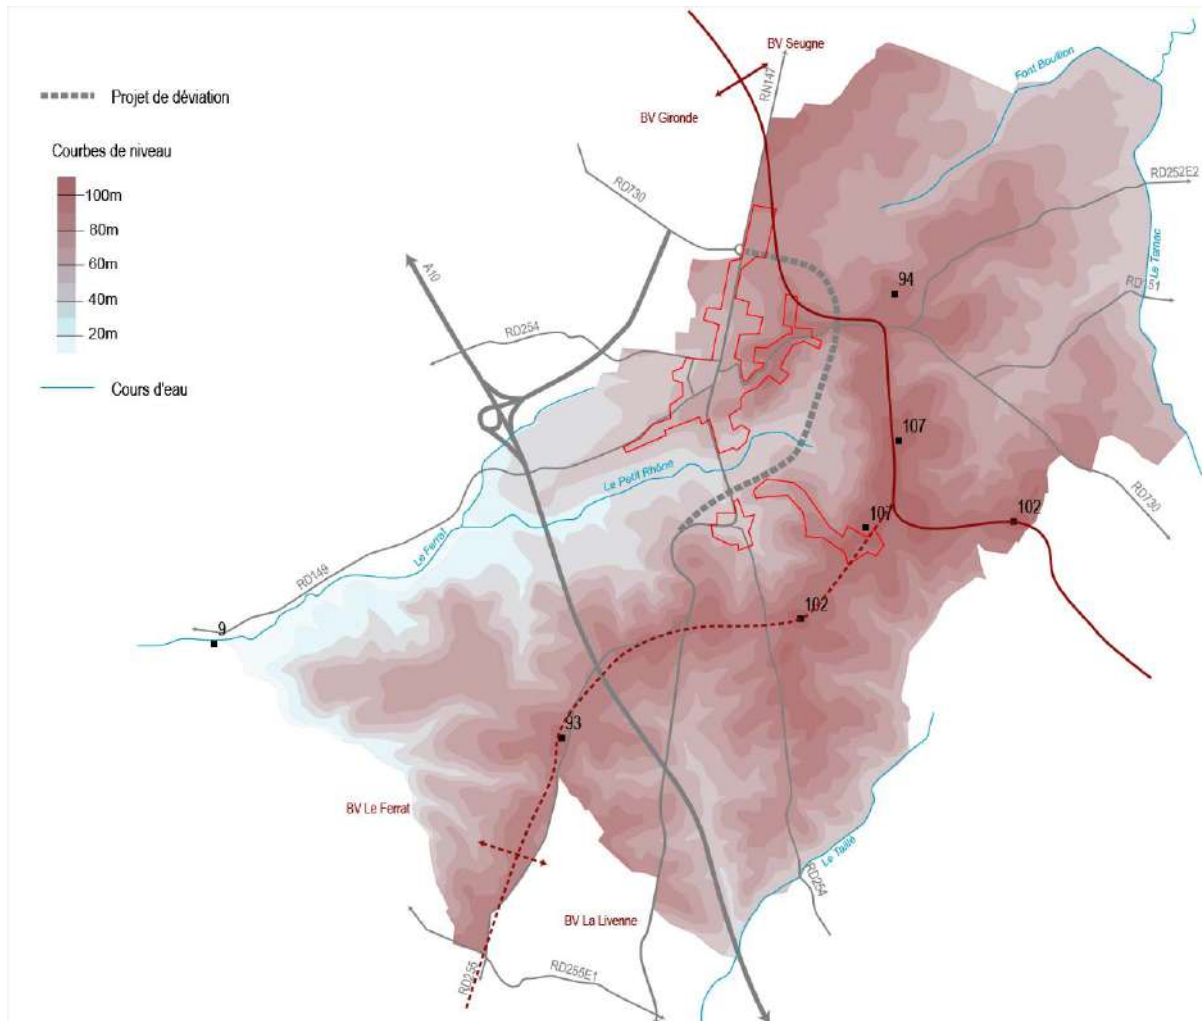 BV Seugne
RN147
BV Gironde
Font Bouillon
Projet de déviation
Courbes de niveau
100m
80m
60m
40m
20m
Cours d'eau
RD730
A10
RD254
RD252E2
Le Tarnac
94
RD151
107
Le Petit Rhône
107
102
RD730
Le Ferrat
RD149
9
102
93
BV Le Ferrat
Le Taillé
RD254
BV La Livenne
RD255
RD255E1